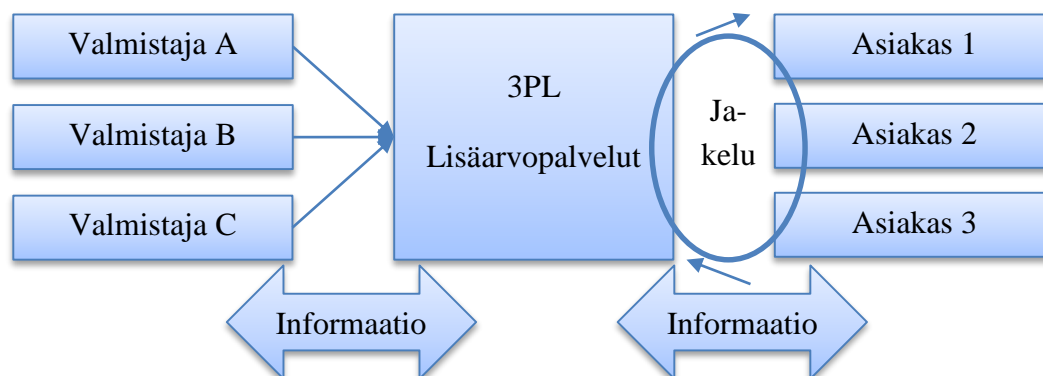 Valmistaja A
Valmistaja B
Valmistaja C
3PL
Lisäarvopalvelut
Ja-
kelu
Asiakas 1
Asiakas 2
Asiakas 3
Informaatio
Informaatio